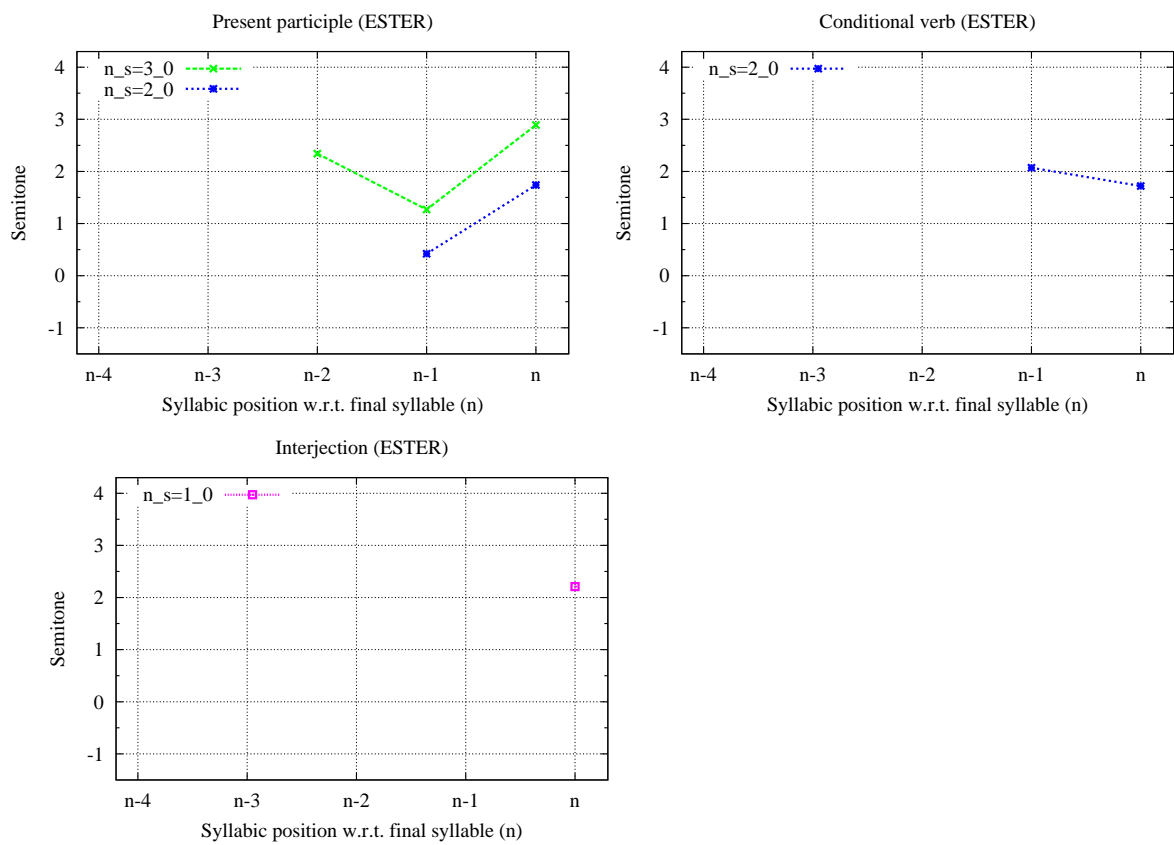 Present participle (ESTER)
n_s=3_0
n_s=2_0
4
3
2
1
0
-1
Semitone
n-4 n-3 n-2 n-1 n
Syllabic position w.r.t. final syllable (n)
Conditional verb (ESTER)
n_s=2_0
4
3
2
1
0
-1
Semitone
n-4 n-3 n-2 n-1 n
Syllabic position w.r.t. final syllable (n)
Interjection (ESTER)
n_s=1_0
4
3
2
1
0
-1
Semitone
n-4 n-3 n-2 n-1 n
Syllabic position w.r.t. final syllable (n)